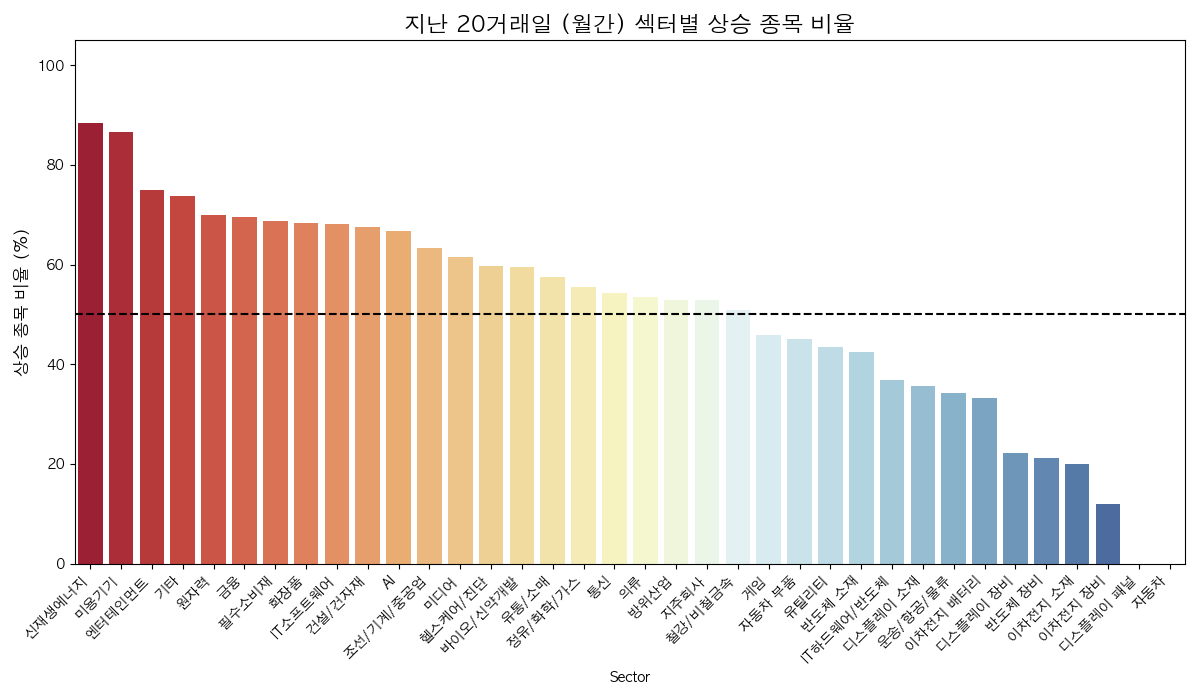 지난 20거래일 (월간) 섹터별 상승 종목 비율
상승 종목 비율 (%)
100
80
60
40
20
0
신재생에너지
미용기기
엔터테인먼트
기타
원자력
금융
필수소비재
화장품
IT소프트웨어
건설/건자재
AI
조선/기계/중공업
미디어
헬스케어/진단
바이오/신약개발
유통/소매
정유/화학/가스
통신
의류
방위산업
지주회사
철강/비철금속
게임
자동차 부품
유틸리티
반도체 소재
IT하드웨어/반도체
디스플레이 소재
운송/항공/물류
이차전지 배터리
디스플레이 장비
반도체 장비
이차전지 소재
이차전지 장비
디스플레이 패널
자동차
Sector